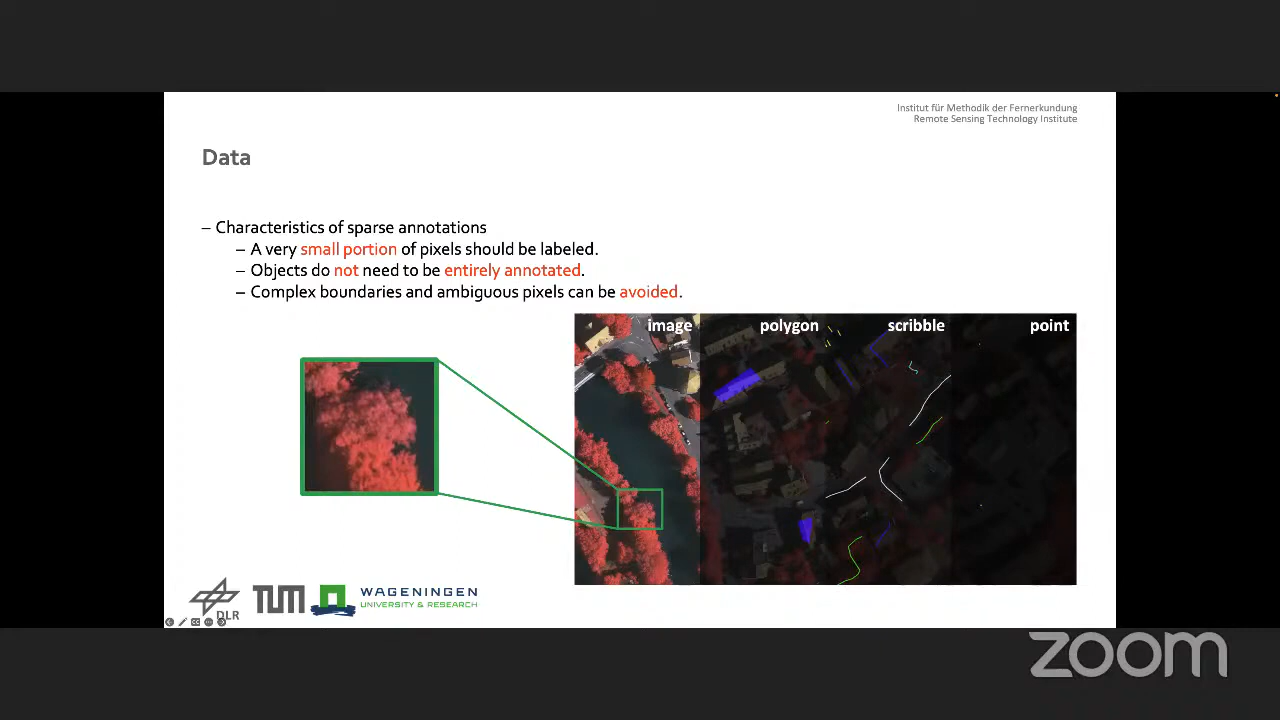 Institut für Methodik der Fernerkundung
Remote Sensing Technology Institute
Data
– Characteristics of sparse annotations
– A very small portion of pixels should be labeled.
– Objects do not need to be entirely annotated.
– Complex boundaries and ambiguous pixels can be avoided.
image polygon scribble point
DLR TUM WAGENINGEN
UNIVERSITY & RESEARCH
zoom